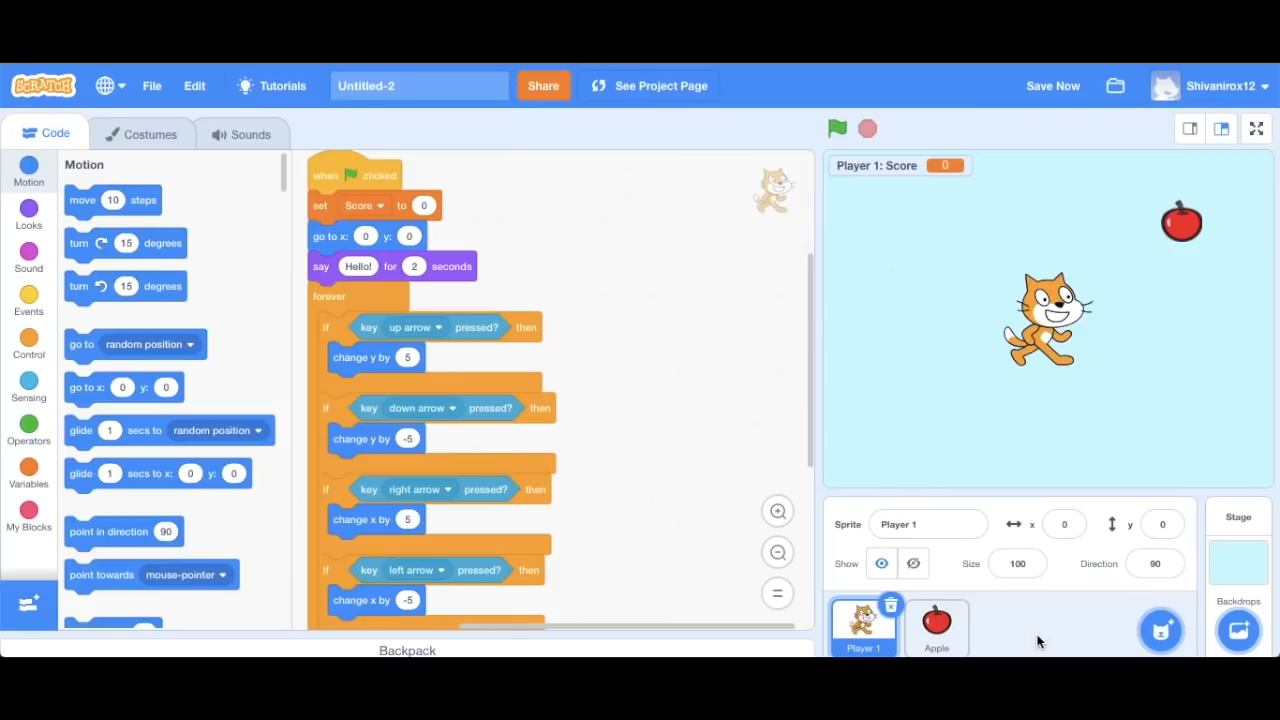 SCRATCH File Edit Tutorials Untitled-2 Share See Project Page Save Now Shivanirox12
Code Costumes Sounds
Motion
Looks
Sound
Events
Control
Sensing
Operators
Variables
My Blocks
Motion
move 10 steps
turn 15 degrees
turn 15 degrees
go to random position
go to x: 0 y: 0
glide 1 secs to random position
glide 1 secs to x: 0 y: 0
point in direction 90
point towards mouse-pointer
when clicked
set Score to 0
go to x: 0 y: 0
say Hello! for 2 seconds
forever
if key up arrow pressed? then
change y by 5
if key down arrow pressed? then
change y by -5
if key right arrow pressed? then
change x by 5
if key left arrow pressed? then
change x by -5
Backpack
Player 1: Score 0
Sprite Player 1 x 0 y 0
Show Size 100 Direction 90
Player 1 Apple
Stage
Backdrops